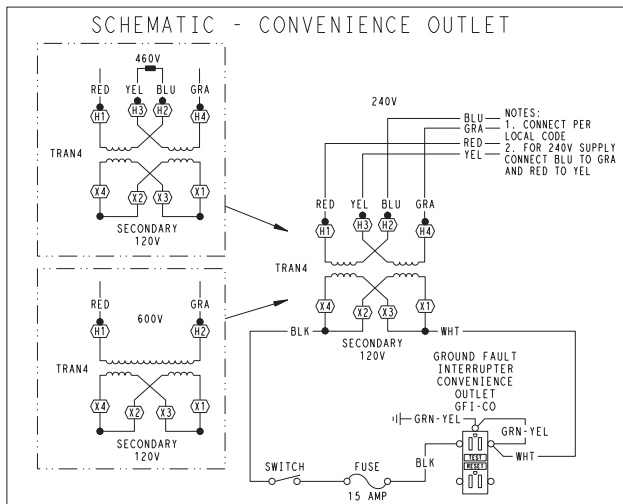 SCHEMATIC - CONVENIENCE OUTLET
460V
RED YEL BLU GRA
H1 H3 H2 H4
TRAN4
X4 X2 X3 X1
SECONDARY
120V
RED GRA
600V
H1 H2
TRAN4
X4 X2 X3 X1
SECONDARY
120V
240V
BLU
GRA
RED
YEL
NOTES:
1. CONNECT PER
LOCAL CODE
2. FOR 240V SUPPLY
CONNECT BLU TO GRA
AND RED TO YEL
RED YEL BLU GRA
H1 H3 H2 H4
TRAN4
X4 X2 X3 X1
BLK WHT
SECONDARY
120V
GROUND FAULT
INTERRUPTER
CONVENIENCE
OUTLET
GFI-CO
GRN-YEL
GRN-YEL
BLK
WHT
TEST
RESET
SWITCH
FUSE
15 AMP